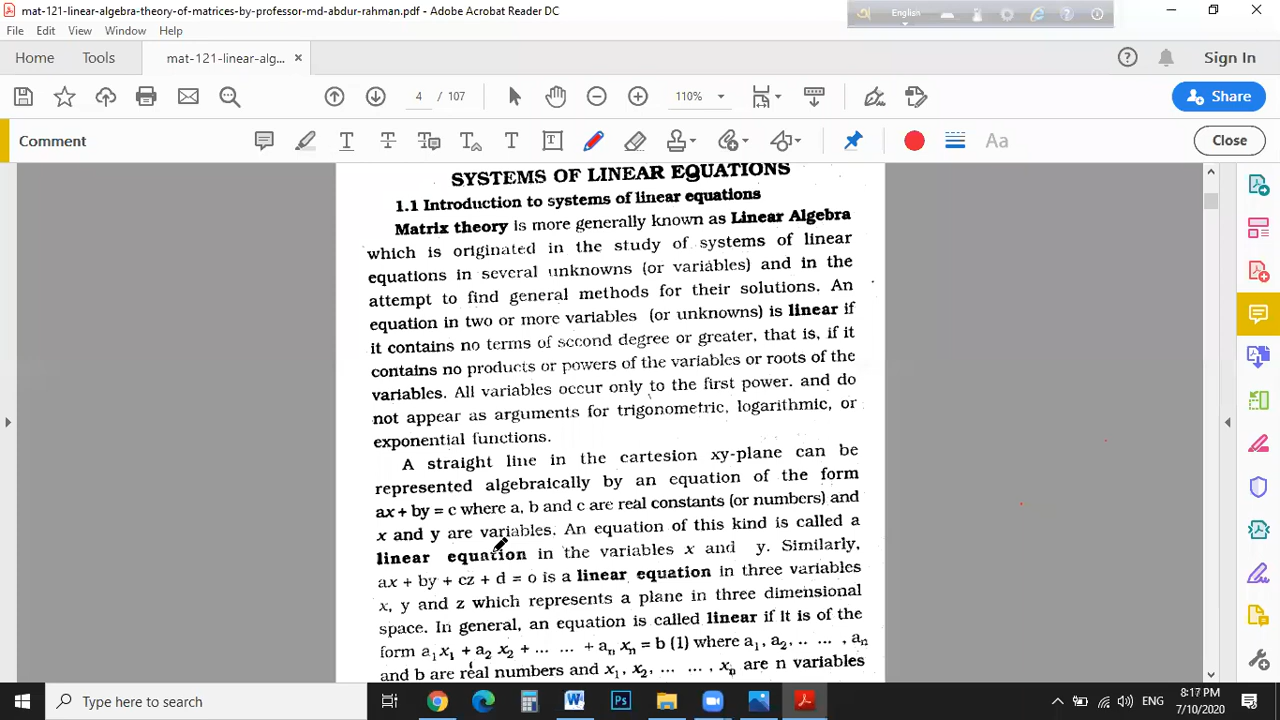 mat-121-linear-algebra-theory-of-matrices-by-professor-md-abdur-rahman.pdf - Adobe Acrobat Reader DC
English
File Edit View Window Help
Home Tools mat-121-linear-alg... × Sign In
4 / 107 110% Share
Comment Aa Close
SYSTEMS OF LINEAR EQUATIONS
1.1 Introduction to systems of linear equations
Matrix theory is more generally known as Linear Algebra
which is originated in the study of systems of linear
equations in several unknowns (or variables) and in the
attempt to find general methods for their solutions. An
equation in two or more variables (or unknowns) is linear if
it contains no terms of second degree or greater, that is, if it
contains no products or powers of the variables or roots of the
variables. All variables occur only to the first power. and do
not appear as arguments for trigonometric, logarithmic, or
exponential functions.
A straight line in the cartesion xy-plane can be
represented algebraically by an equation of the form
ax + by = c where a, b and c are real constants (or numbers) and
x and y are variables. An equation of this kind is called a
linear equation in the variables x and y. Similarly,
ax + by + cz + d = o is a linear equation in three variables
x, y and z which represents a plane in three dimensional
space. In general, an equation is called linear if it is of the
form a₁ x₁ + a₂ x₂ + ... ... + aₙ xₙ = b (1) where a₁, a₂, .. ... , aₙ
and b are real numbers and x₁, x₂, ... ... , xₙ are n variables
Type here to search
ENG
8:17 PM
7/10/2020